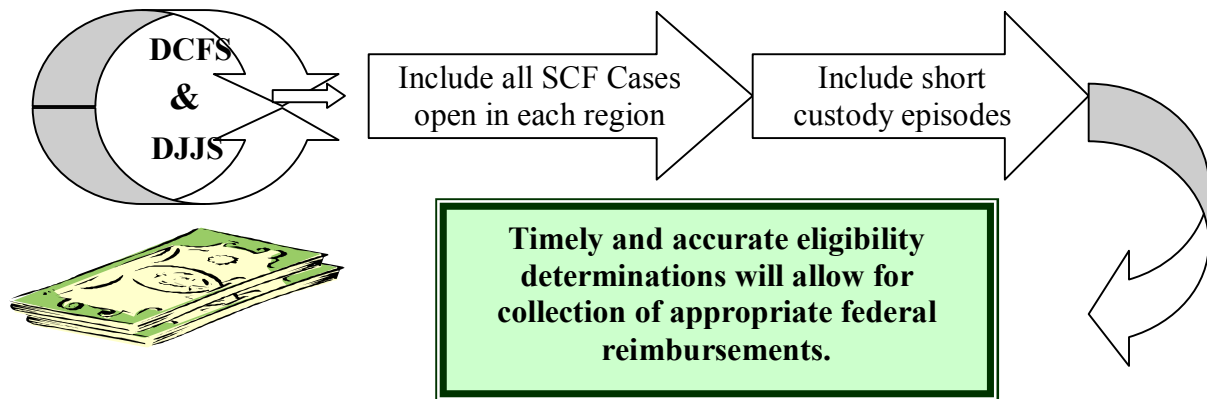 DCFS
&
DJJS
Include all SCF Cases
open in each region
Include short
custody episodes
Timely and accurate eligibility
determinations will allow for
collection of appropriate federal
reimbursements.